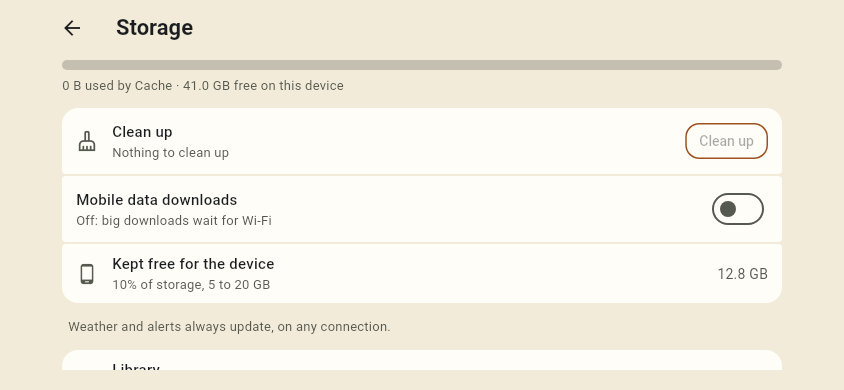 Storage
0 B used by Cache · 41.0 GB free on this device
Clean up
Nothing to clean up
Clean up
Mobile data downloads
Off: big downloads wait for Wi-Fi
Kept free for the device
10% of storage, 5 to 20 GB
12.8 GB
Weather and alerts always update, on any connection.
Library